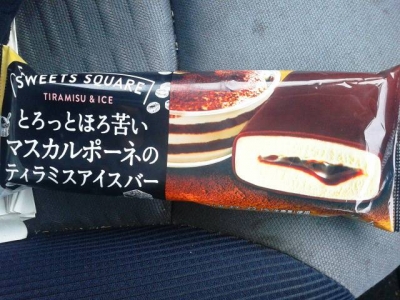 SWEETS SQUARE
TIRAMISU & ICE
とろっとほろ苦い
マスカルポーネの
ティラミスアイスバー